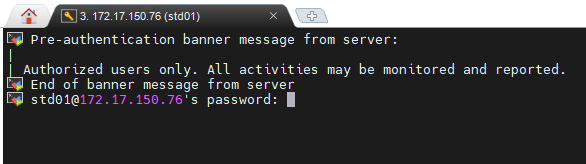 3. 172.17.150.76 (std01)
Pre-authentication banner message from server:
|
| Authorized users only. All activities may be monitored and reported.
End of banner message from server
std01@172.17.150.76's password: